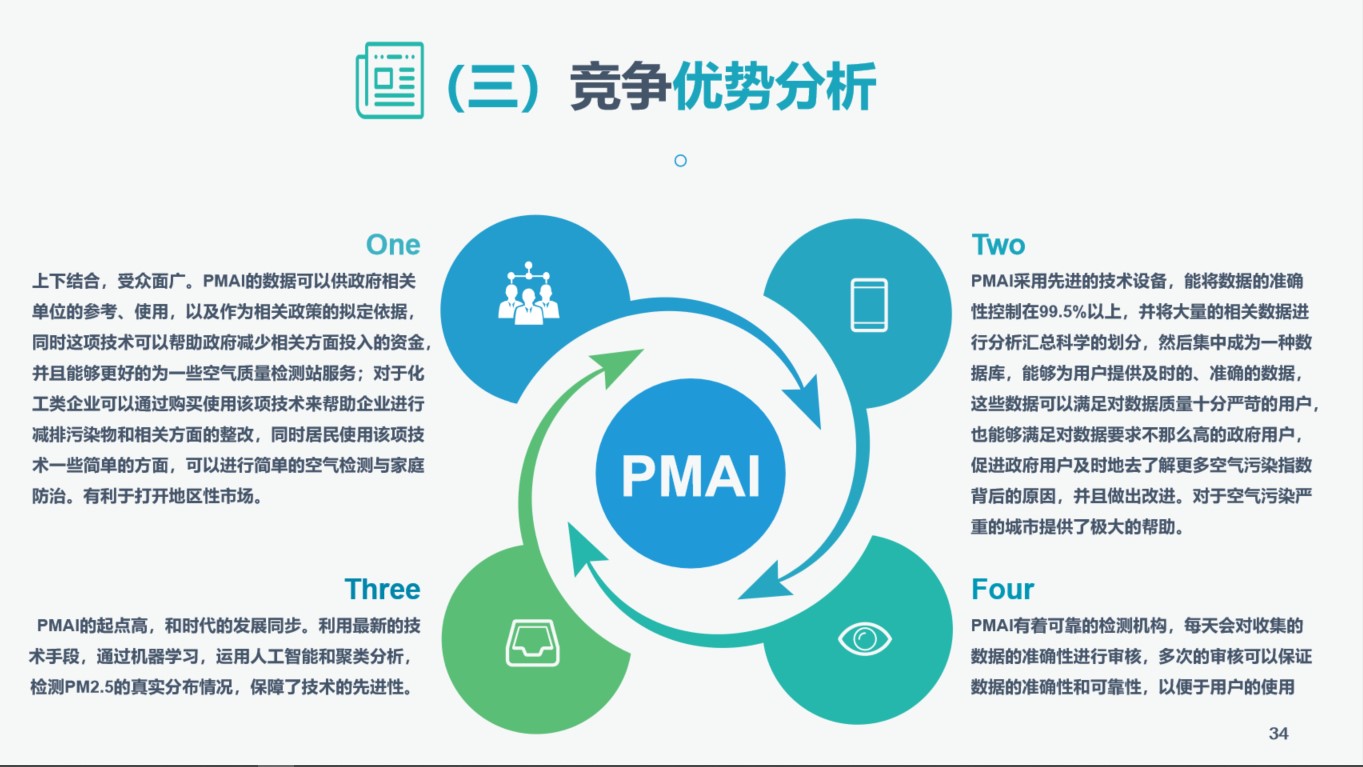 （三）竞争优势分析
One
上下结合，受众面广。PMAI的数据可以供政府相关
单位的参考、使用，以及作为相关政策的拟定依据，
同时这项技术可以帮助政府减少相关方面投入的资金，
并且能够更好的为一些空气质量检测站服务；对于化
工类企业可以通过购买使用该项技术来帮助企业进行
减排污染物和相关方面的整改，同时居民使用该项技
术一些简单的方面，可以进行简单的空气检测与家庭
防治。有利于打开地区性市场。
Two
PMAI采用先进的技术设备，能将数据的准确
性控制在99.5%以上，并将大量的相关数据进
行分析汇总科学的划分，然后集中成为一种数
据库，能够为用户提供及时的、准确的数据，
这些数据可以满足对数据质量十分严苛的用户，
也能够满足对数据要求不那么高的政府用户，
促进政府用户及时地去了解更多空气污染指数
背后的原因，并且做出改进。对于空气污染严
重的城市提供了极大的帮助。
PMAI
Three
PMAI的起点高，和时代的发展同步。利用最新的技
术手段，通过机器学习，运用人工智能和聚类分析，
检测PM2.5的真实分布情况，保障了技术的先进性。
Four
PMAI有着可靠的检测机构，每天会对收集的
数据的准确性进行审核，多次的审核可以保证
数据的准确性和可靠性，以便于用户的使用
34